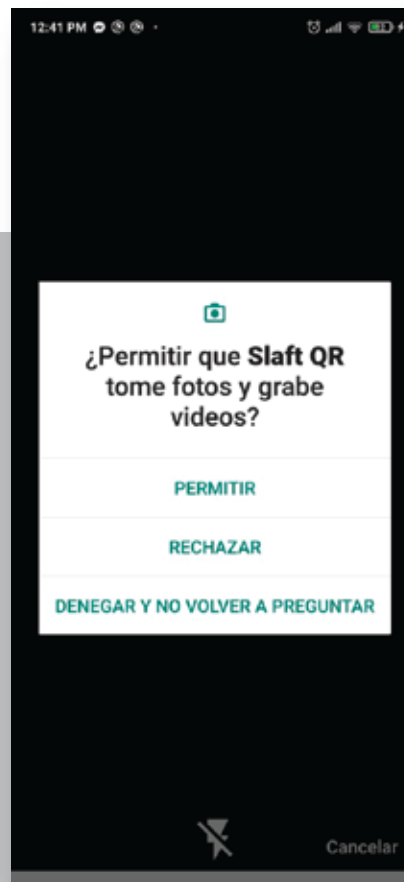 12:41 PM
¿Permitir que Slaft QR
tome fotos y grabe
videos?
PERMITIR
RECHAZAR
DENEGAR Y NO VOLVER A PREGUNTAR
Cancelar